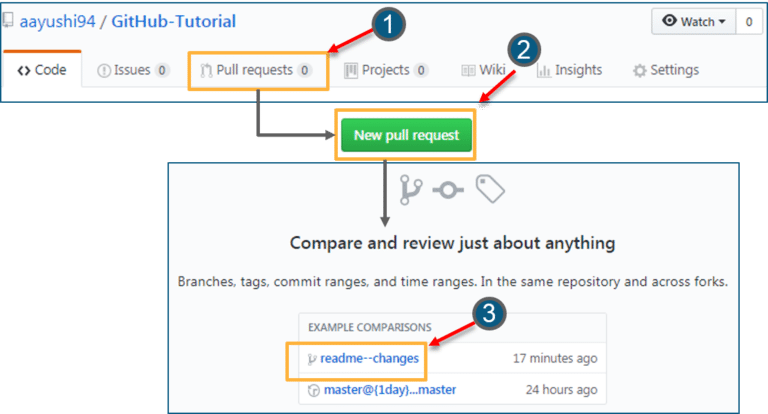 aayushi94 / GitHub-Tutorial
Watch 0
1
Code Issues 0 Pull requests 0 Projects 0 Wiki Insights Settings
2
New pull request
Compare and review just about anything
Branches, tags, commit ranges, and time ranges. In the same repository and across forks.
3
EXAMPLE COMPARISONS
readme--changes 17 minutes ago
master@{1day}...master 24 hours ago